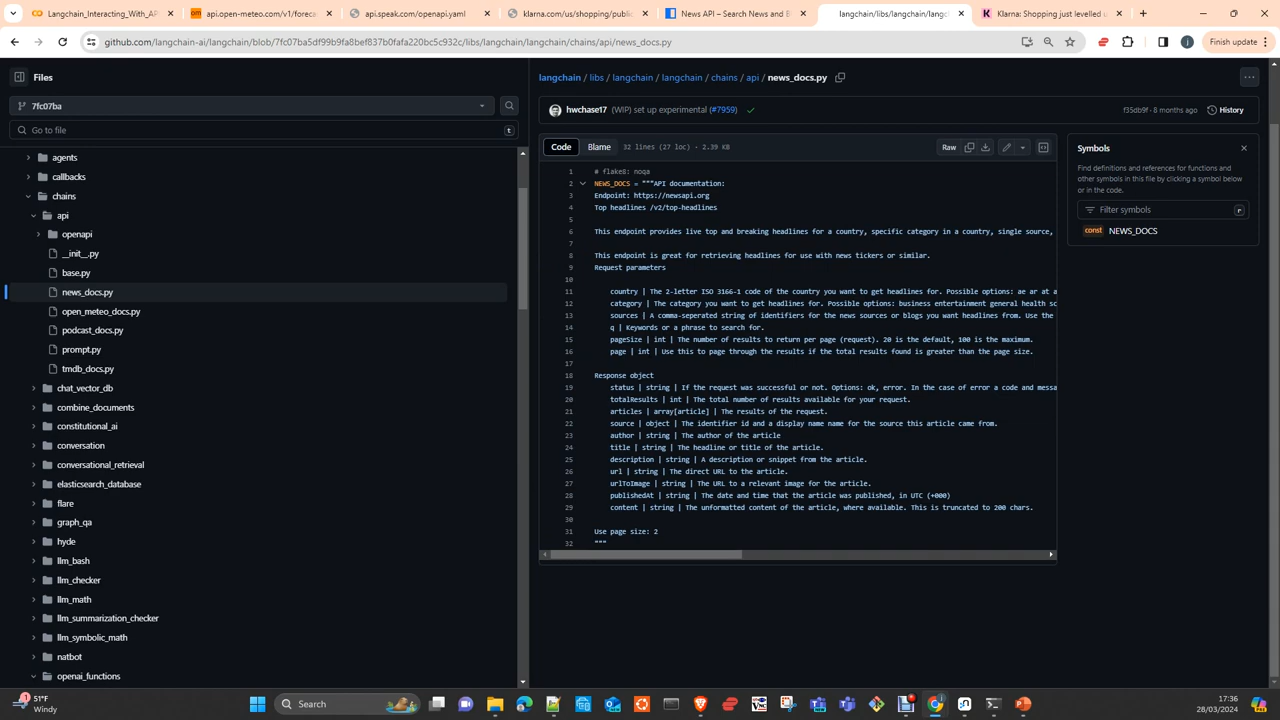 Langchain_Interacting_With_AP
api.open-meteo.com/v1/foreca
api.speak.com/openapi.yaml
klarna.com/us/shopping/public
News API – Search News and B
langchain/libs/langchain/langc
Klarna: Shopping just levelled u
github.com/langchain-ai/langchain/blob/7fc07ba5df99b9fa8bef837b0fafa220bc5c932c/libs/langchain/langchain/chains/api/news_docs.py
Finish update
Files
7fc07ba
Go to file
t
agents
callbacks
chains
api
openapi
__init__.py
base.py
news_docs.py
open_meteo_docs.py
podcast_docs.py
prompt.py
tmdb_docs.py
chat_vector_db
combine_documents
constitutional_ai
conversation
conversational_retrieval
elasticsearch_database
flare
graph_qa
hyde
llm_bash
llm_checker
llm_math
llm_summarization_checker
llm_symbolic_math
natbot
openai_functions
langchain / libs / langchain / langchain / chains / api / news_docs.py
hwchase17 (WIP) set up experimental (#7959)
f35db9f · 8 months ago History
Code Blame 32 lines (27 loc) · 2.39 KB
Raw
1 # flake8: noqa
2 NEWS_DOCS = """API documentation:
3 Endpoint: https://newsapi.org
4 Top headlines /v2/top-headlines
5
6 This endpoint provides live top and breaking headlines for a country, specific category in a country, single source,
7
8 This endpoint is great for retrieving headlines for use with news tickers or similar.
9 Request parameters
10
11 country | The 2-letter ISO 3166-1 code of the country you want to get headlines for. Possible options: ae ar at a
12 category | The category you want to get headlines for. Possible options: business entertainment general health sc
13 sources | A comma-seperated string of identifiers for the news sources or blogs you want headlines from. Use the
14 q | Keywords or a phrase to search for.
15 pageSize | int | The number of results to return per page (request). 20 is the default, 100 is the maximum.
16 page | int | Use this to page through the results if the total results found is greater than the page size.
17
18 Response object
19 status | string | If the request was successful or not. Options: ok, error. In the case of error a code and messa
20 totalResults | int | The total number of results available for your request.
21 articles | array[article] | The results of the request.
22 source | object | The identifier id and a display name name for the source this article came from.
23 author | string | The author of the article
24 title | string | The headline or title of the article.
25 description | string | A description or snippet from the article.
26 url | string | The direct URL to the article.
27 urlToImage | string | The URL to a relevant image for the article.
28 publishedAt | string | The date and time that the article was published, in UTC (+000)
29 content | string | The unformatted content of the article, where available. This is truncated to 200 chars.
30
31 Use page size: 2
32 """
Symbols
Find definitions and references for functions and
other symbols in this file by clicking a symbol below
or in the code.
Filter symbols
r
const NEWS_DOCS
51°F
Windy
Search
17:36
28/03/2024